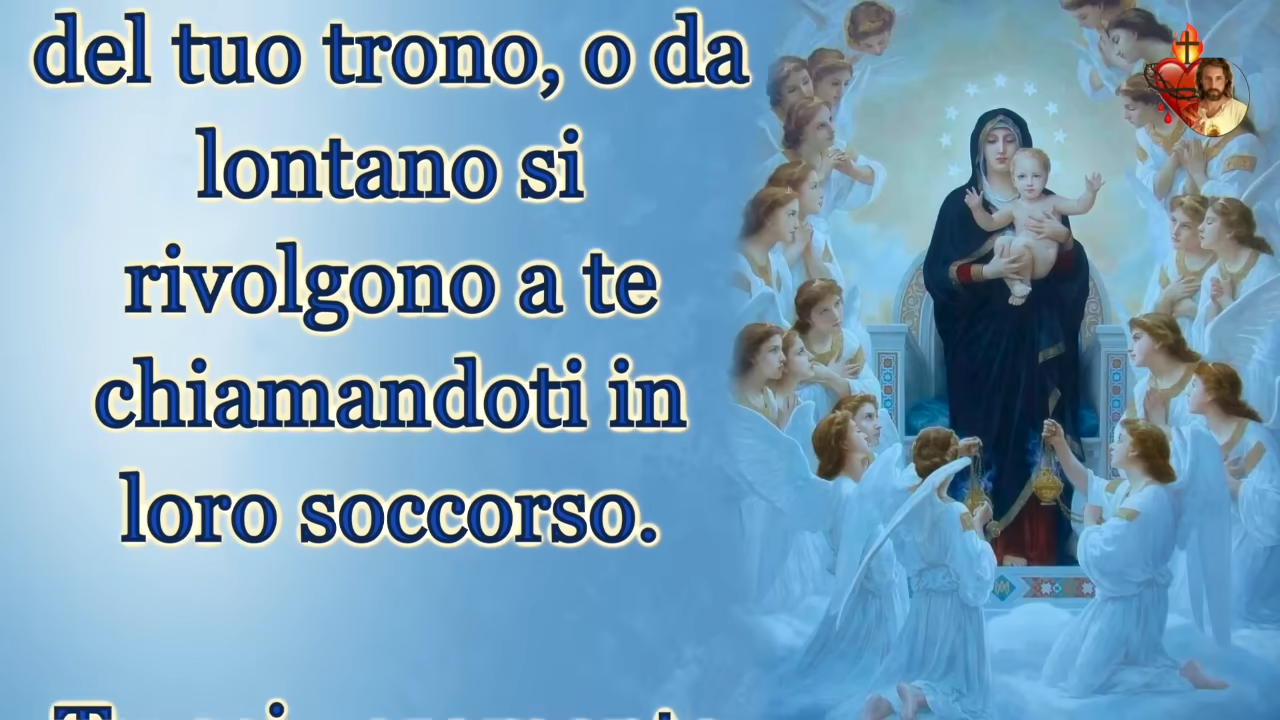 del tuo trono, o da
lontano si
rivolgono a te
chiamandoti in
loro soccorso.